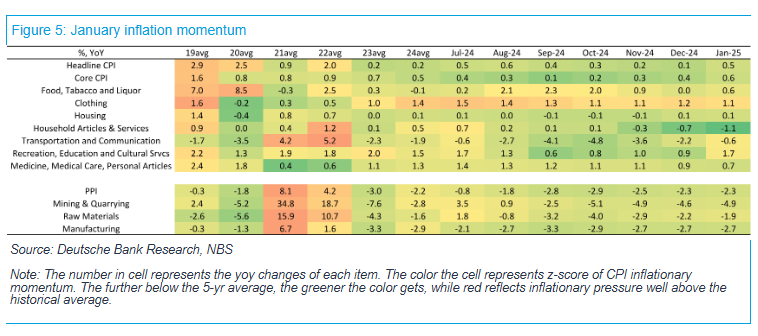 Figure 5: January inflation momentum
%, YoY 19avg 20avg 21avg 22avg 23avg 24avg Jul-24 Aug-24 Sep-24 Oct-24 Nov-24 Dec-24 Jan-25
Headline CPI 2.9 2.5 0.9 2.0 0.2 0.2 0.5 0.6 0.4 0.3 0.2 0.1 0.5
Core CPI 1.6 0.8 0.8 0.9 0.7 0.5 0.4 0.3 0.1 0.2 0.3 0.4 0.6
Food, Tabacco and Liquor 7.0 8.5 -0.3 2.5 0.3 -0.1 0.2 2.1 2.3 2.0 0.9 0.0 0.6
Clothing 1.6 -0.2 0.3 0.5 1.0 1.4 1.5 1.4 1.3 1.1 1.1 1.2 1.1
Housing 1.4 -0.4 0.8 0.7 0.0 0.1 0.1 0.0 -0.1 -0.1 -0.1 0.1 0.1
Household Articles & Services 0.9 0.0 0.4 1.2 0.1 0.5 0.7 0.2 0.1 0.1 -0.3 -0.7 -1.1
Transportation and Communication -1.7 -3.5 4.2 5.2 -2.3 -1.9 -0.6 -2.7 -4.1 -4.8 -3.6 -2.2 -0.6
Recreation, Education and Cultural Srvcs 2.2 1.3 1.9 1.8 2.0 1.5 1.7 1.3 0.6 0.8 1.0 0.9 1.7
Medicine, Medical Care, Personal Articles 2.4 1.8 0.4 0.6 1.1 1.3 1.4 1.3 1.2 1.1 1.1 0.9 0.7
PPI -0.3 -1.8 8.1 4.2 -3.0 -2.2 -0.8 -1.8 -2.8 -2.9 -2.5 -2.3 -2.3
Mining & Quarrying 2.4 -5.2 34.8 18.7 -7.6 -2.8 3.5 0.9 -2.5 -5.1 -4.9 -4.6 -4.9
Raw Materials -2.6 -5.6 15.9 10.7 -4.3 -1.6 1.8 -0.8 -3.2 -4.0 -2.9 -2.2 -1.9
Manufacturing -0.3 -1.3 6.7 1.6 -3.3 -2.9 -2.1 -2.7 -3.3 -2.9 -2.7 -2.7 -2.7
Source: Deutsche Bank Research, NBS
Note: The number in cell represents the yoy changes of each item. The color the cell represents z-score of CPI inflationary
momentum. The further below the 5-yr average, the greener the color gets, while red reflects inflationary pressure well above the
historical average.